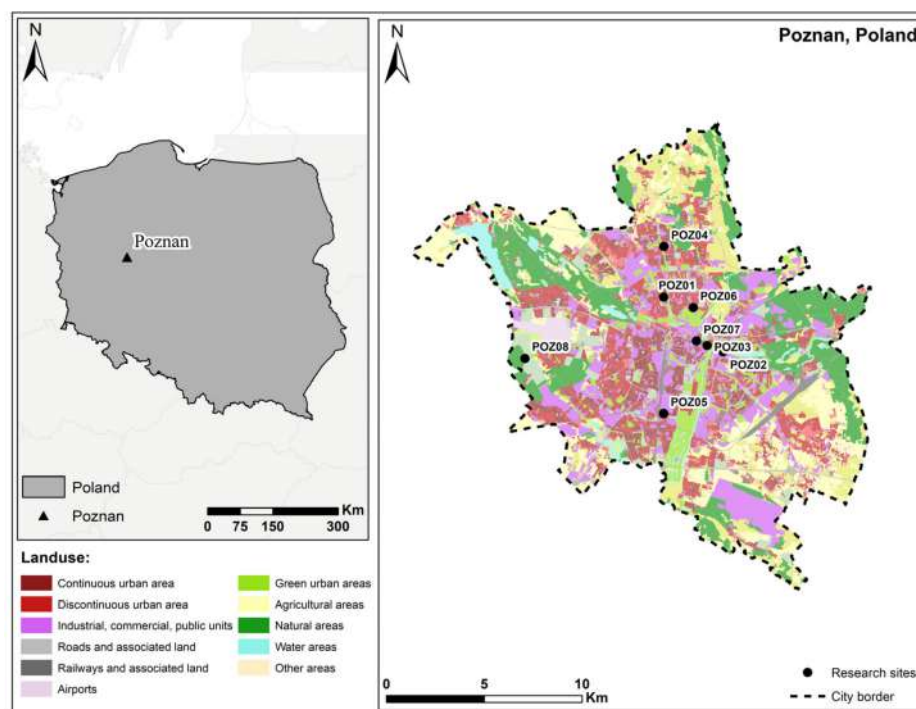 N
Poznan
Poland
Poznan
Km
0 75 150 300
Landuse:
Continuous urban area
Discontinuous urban area
Industrial, commercial, public units
Roads and associated land
Railways and associated land
Airports
Green urban areas
Agricultural areas
Natural areas
Water areas
Other areas
N
Poznan, Poland
POZ04
POZ01
POZ06
POZ07
POZ03
POZ02
POZ08
POZ05
0 5 10
Km
Research sites
City border